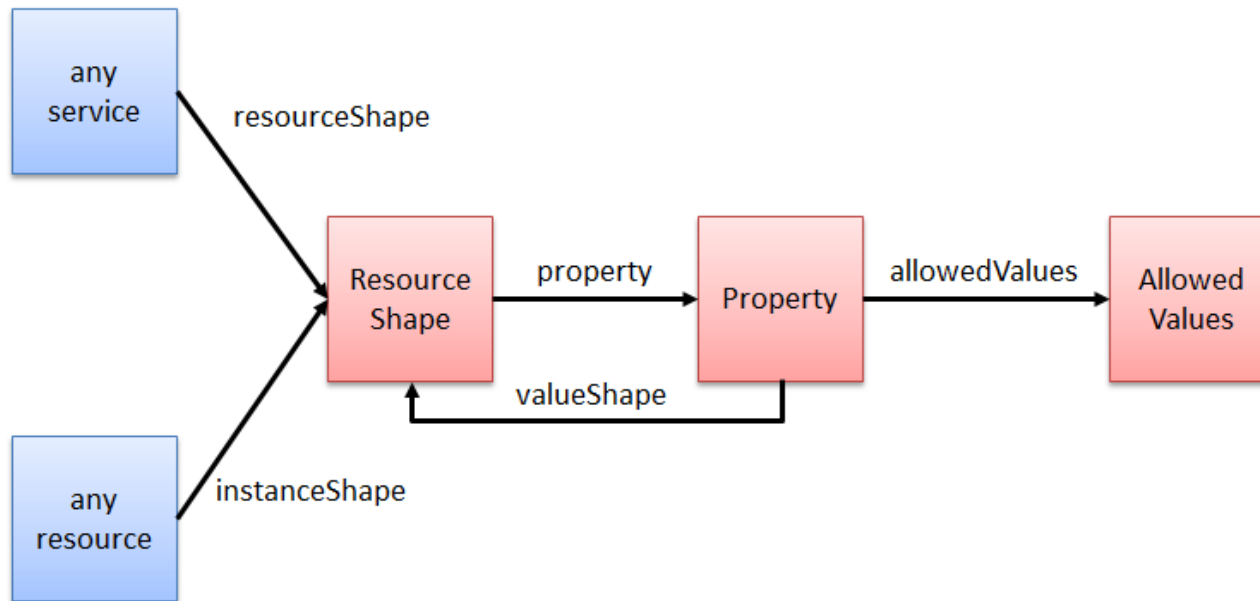 any
service
resourceShape
Resource
Shape
property
Property
allowedValues
Allowed
Values
valueShape
instanceShape
any
resource